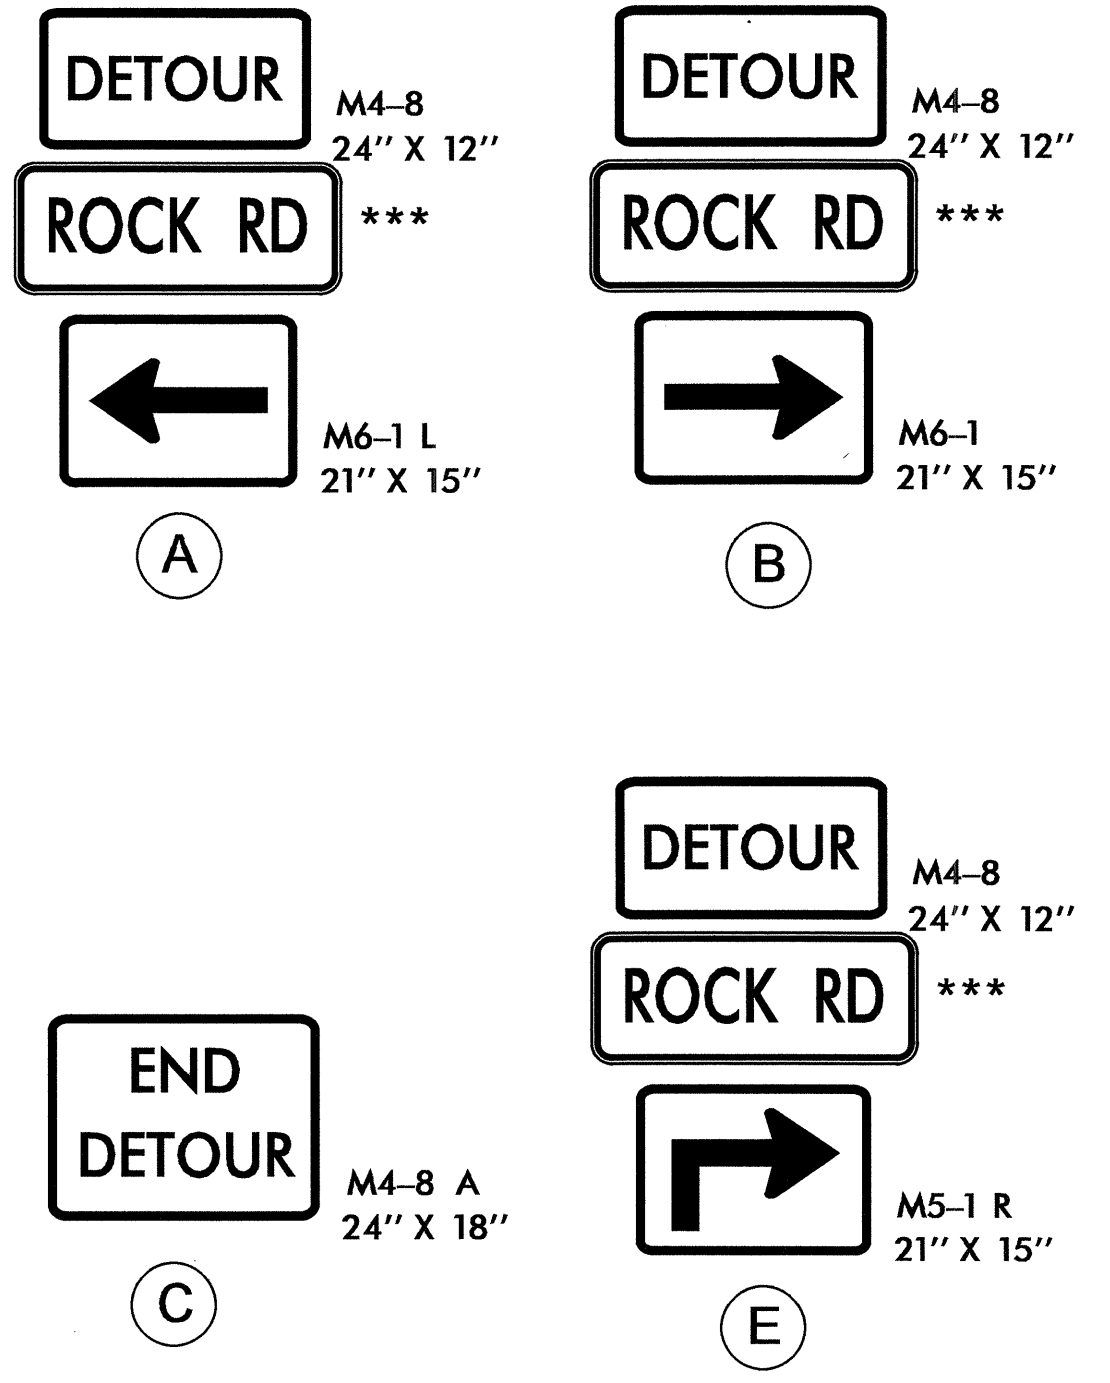 DETOUR
M4–8
24" X 12"
ROCK RD
***
M6–1 L
21" X 15"
A
DETOUR
M4–8
24" X 12"
ROCK RD
***
M6–1
21" X 15"
B
END
DETOUR
M4–8 A
24" X 18"
C
DETOUR
M4–8
24" X 12"
ROCK RD
***
M5–1 R
21" X 15"
E